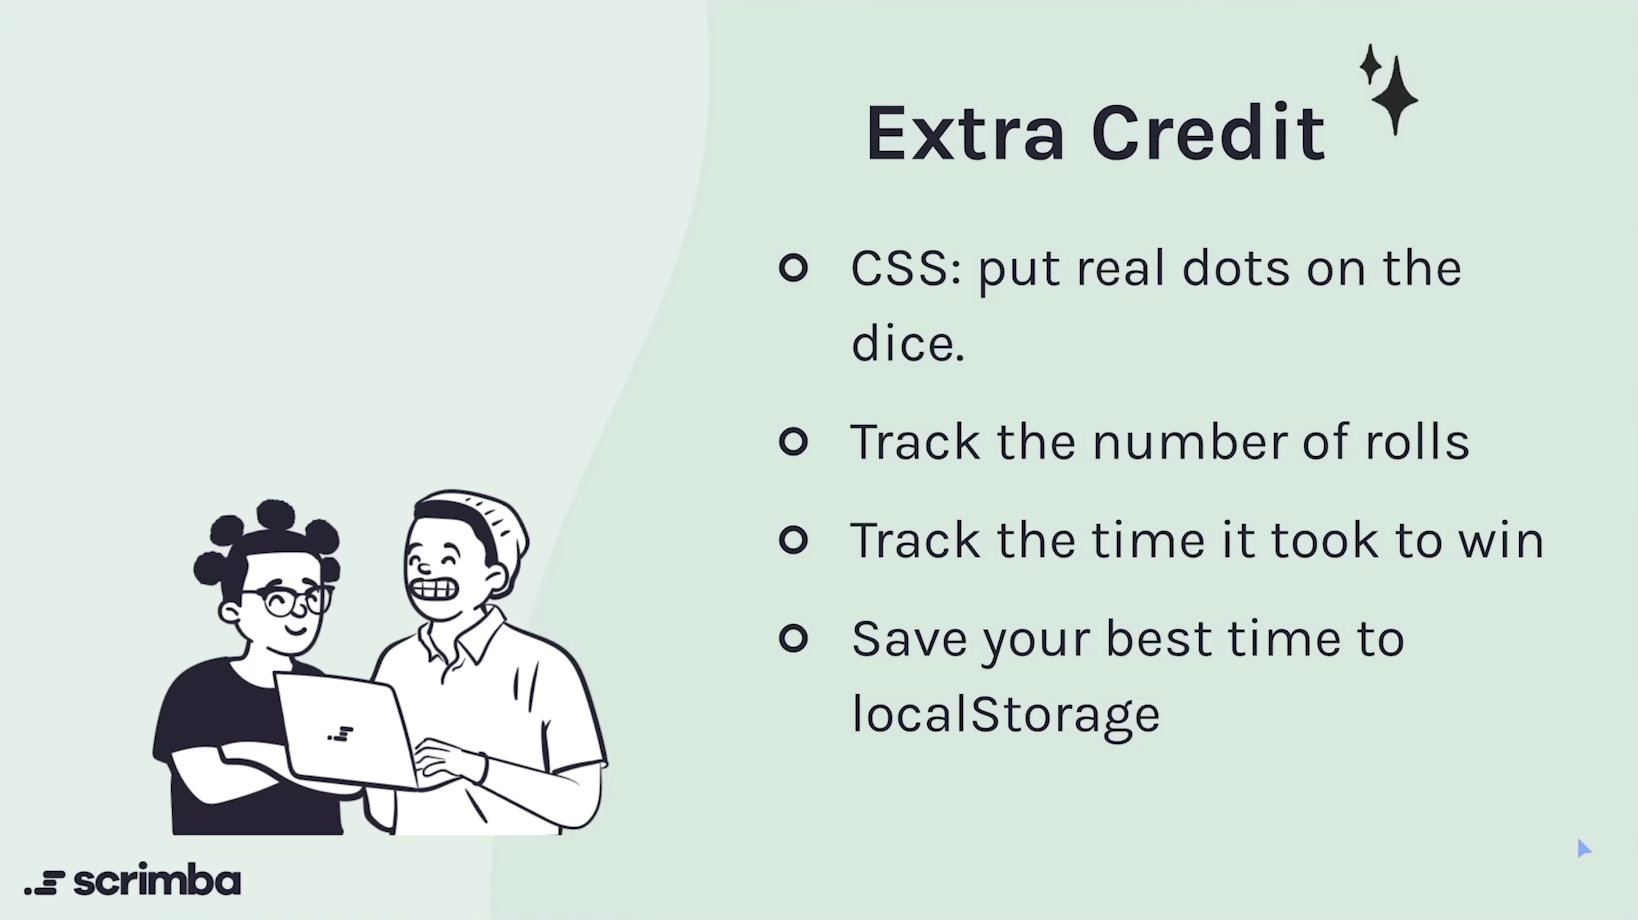 Extra Credit
CSS: put real dots on the
dice.
Track the number of rolls
Track the time it took to win
Save your best time to
localStorage
scrimba